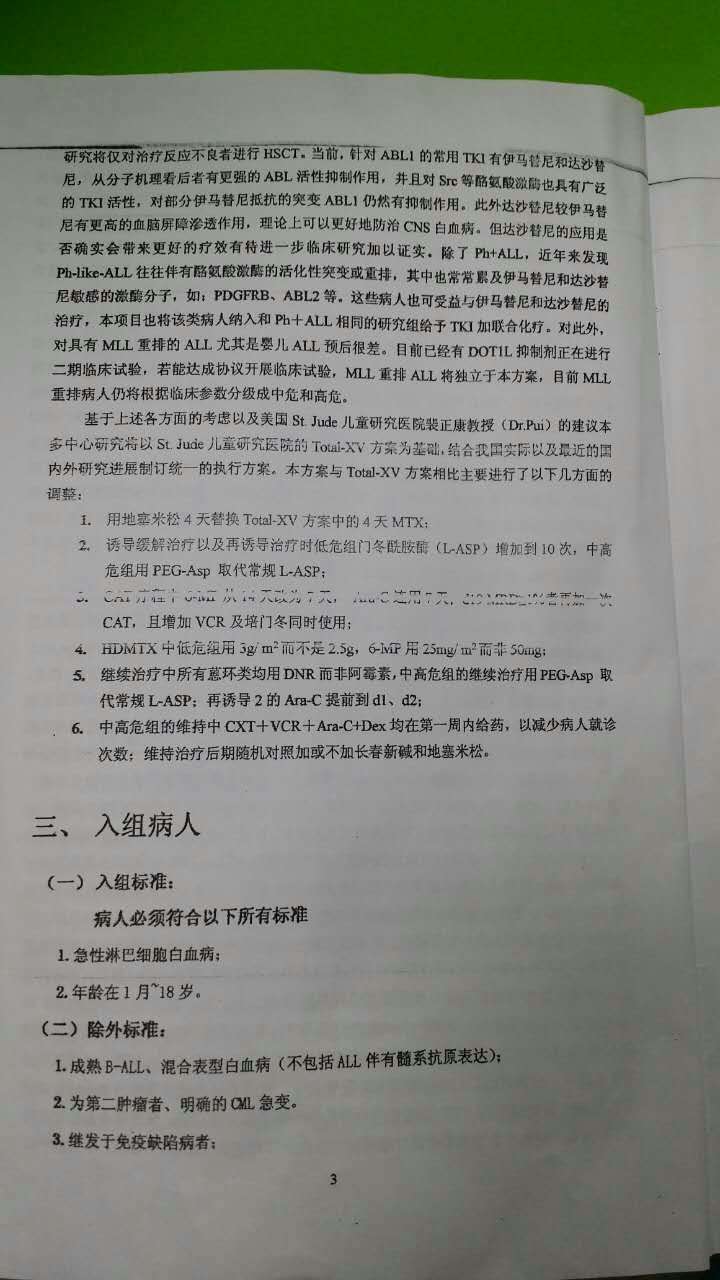 研究将仅对治疗反应不良者进行 HSCT。当前，针对 ABL1 的常用 TKI 有伊马替尼和达沙替
尼，从分子机理看后者有更强的 ABL 活性抑制作用，并且对 Src 等酪氨酸激酶也具有广泛
的 TKI 活性，对部分伊马替尼抵抗的突变 ABL1 仍然有抑制作用。此外达沙替尼较伊马替
尼有更高的血脑屏障渗透作用，理论上可以更好地防治 CNS 白血病。但达沙替尼的应用是
否确实会带来更好的疗效有待进一步临床研究加以证实。除了 Ph+ALL，近年来发现
Ph-like-ALL 往往伴有酪氨酸激酶的活化性突变或重排，其中也常常累及伊马替尼和达沙替
尼敏感的激酶分子，如：PDGFRB、ABL2 等。这些病人也可受益与伊马替尼和达沙替尼的
治疗，本项目也将该类病人纳入和 Ph＋ALL 相同的研究组给予 TKI 加联合化疗。对此外，
对具有 MLL 重排的 ALL 尤其是婴儿 ALL 预后很差。目前已经有 DOT1L 抑制剂正在进行
二期临床试验，若能达成协议开展临床试验，MLL 重排 ALL 将独立于本方案，目前 MLL
重排病人仍将根据临床参数分级成中危和高危。
基于上述各方面的考虑以及美国 St. Jude 儿童研究医院裴正康教授（Dr.Pui）的建议本
多中心研究将以 St. Jude 儿童研究医院的 Total-XV 方案为基础，结合我国实际以及最近的国
内外研究进展制订统一的执行方案。本方案与 Total-XV 方案相比主要进行了以下几方面的
调整：
1. 用地塞米松 4 天替换 Total-XV 方案中的 4 天 MTX；
2. 诱导缓解治疗以及再诱导治疗时低危组门冬酰胺酶（L-ASP）增加到 10 次，中高
危组用 PEG-Asp 取代常规 L-ASP；
3. CAT 疗程中 6-MP 从 14 天改为 7 天， Ara-C 连用 7 天，
CAT，且增加 VCR 及培门冬同时使用；
4. HDMTX 中低危组用 3g/ m² 而不是 2.5g，6-MP 用 25mg/ m² 而非 50mg；
5. 继续治疗中所有蒽环类均用 DNR 而非阿霉素，中高危组的继续治疗用 PEG-Asp 取
代常规 L-ASP；再诱导 2 的 Ara-C 提前到 d1、d2；
6. 中高危组的维持中 CXT＋VCR＋Ara-C+Dex 均在第一周内给药，以减少病人就诊
次数；维持治疗后期随机对照加或不加长春新碱和地塞米松。
三、 入组病人
（一） 入组标准：
病人必须符合以下所有标准
1. 急性淋巴细胞白血病；
2. 年龄在 1 月~18 岁。
（二）除外标准：
1. 成熟 B-ALL、混合表型白血病（不包括 ALL 伴有髓系抗原表达）；
2. 为第二肿瘤者、明确的 CML 急变。
3. 继发于免疫缺陷病者；
3